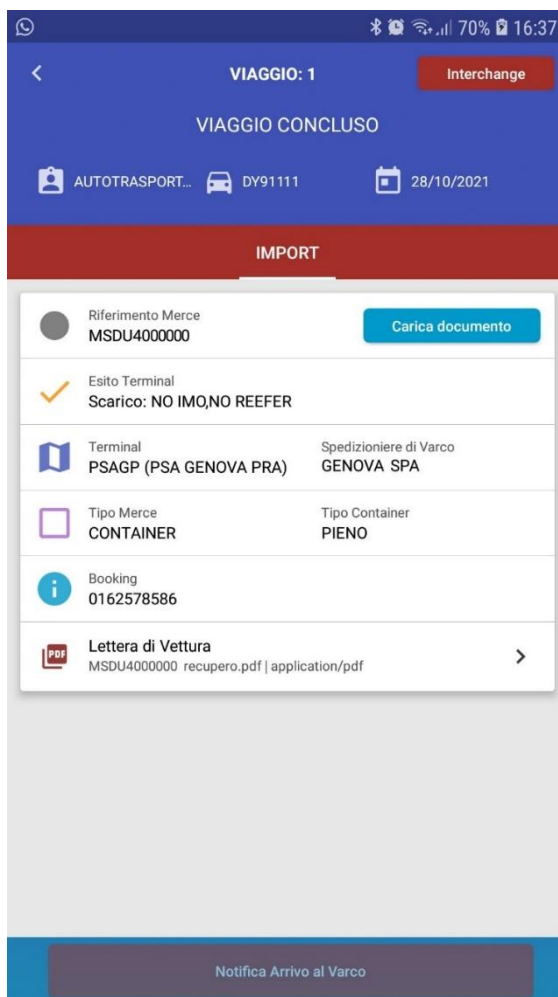 70% 16:37
VIAGGIO: 1
Interchange
VIAGGIO CONCLUSO
AUTOTRASPORT... DY91111 28/10/2021
IMPORT
Riferimento Merce
MSDU4000000
Carica documento
Esito Terminal
Scarico: NO IMO,NO REEFER
Terminal
PSAGP (PSA GENOVA PRA)
Spedizioniere di Varco
GENOVA SPA
Tipo Merce
CONTAINER
Tipo Container
PIENO
Booking
0162578586
PDF
Lettera di Vettura
MSDU4000000 recupero.pdf | application/pdf
Notifica Arrivo al Varco